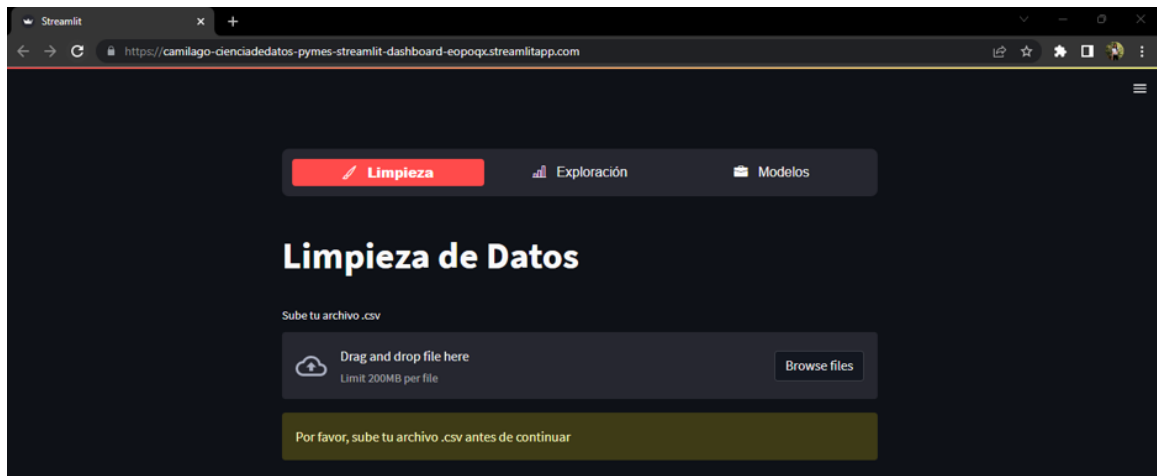 Streamlit
https://camilago-cienciadedatos-pymes-streamlit-dashboard-eopoqx.streamlitapp.com
Limpieza Exploración Modelos
Limpieza de Datos
Sube tu archivo .csv
Drag and drop file here
Limit 200MB per file
Browse files
Por favor, sube tu archivo .csv antes de continuar